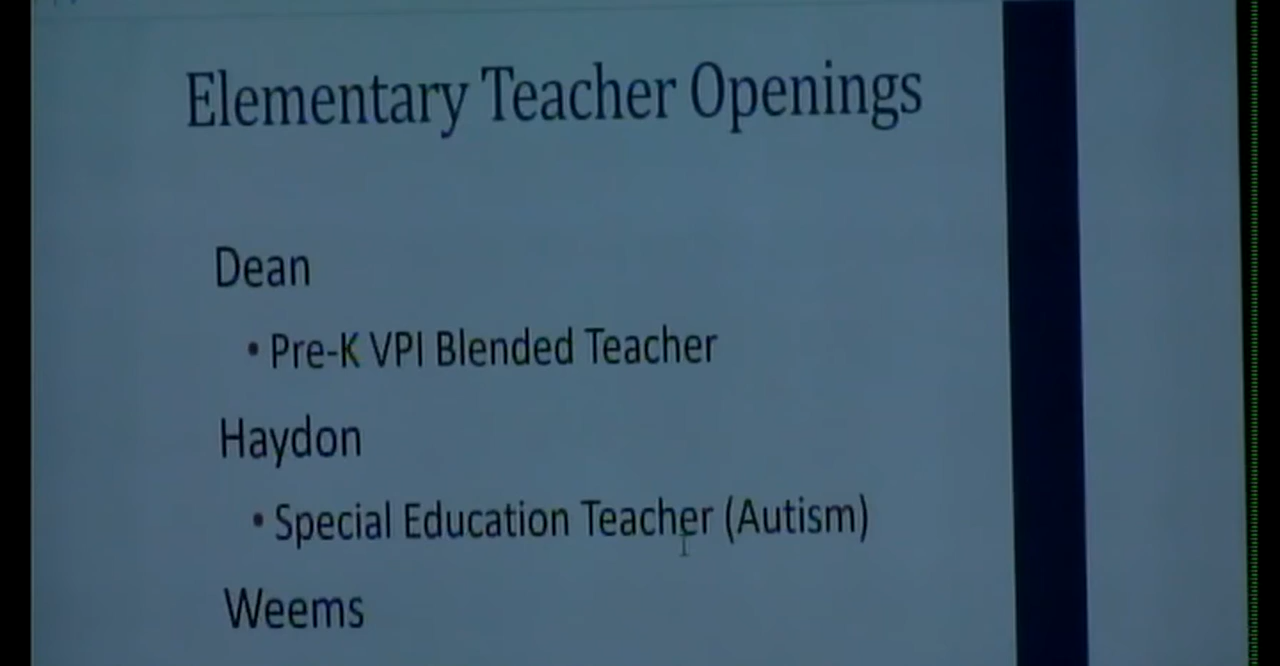 Elementary Teacher Openings
Dean
• Pre-K VPI Blended Teacher
Haydon
• Special Education Teacher (Autism)
Weems